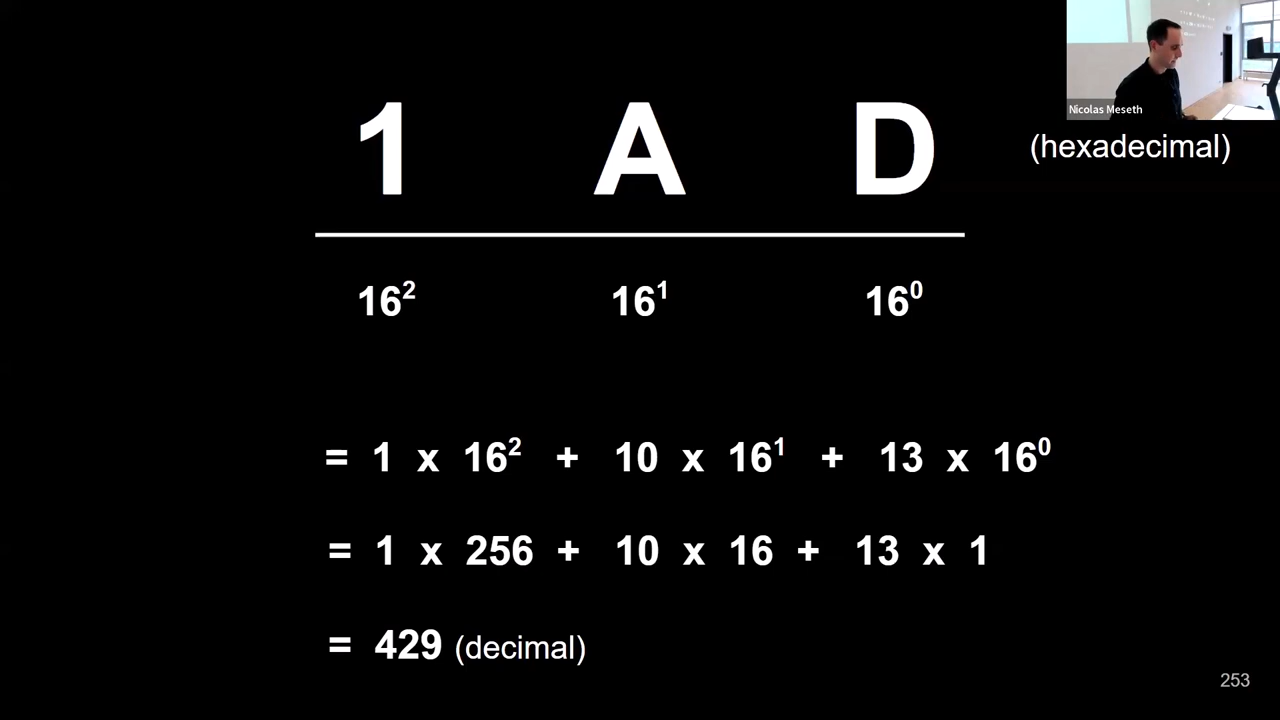 Nicolas Meseth
1 A D (hexadecimal)
16² 16¹ 16⁰
= 1 x 16² + 10 x 16¹ + 13 x 16⁰
= 1 x 256 + 10 x 16 + 13 x 1
= 429 (decimal)
253